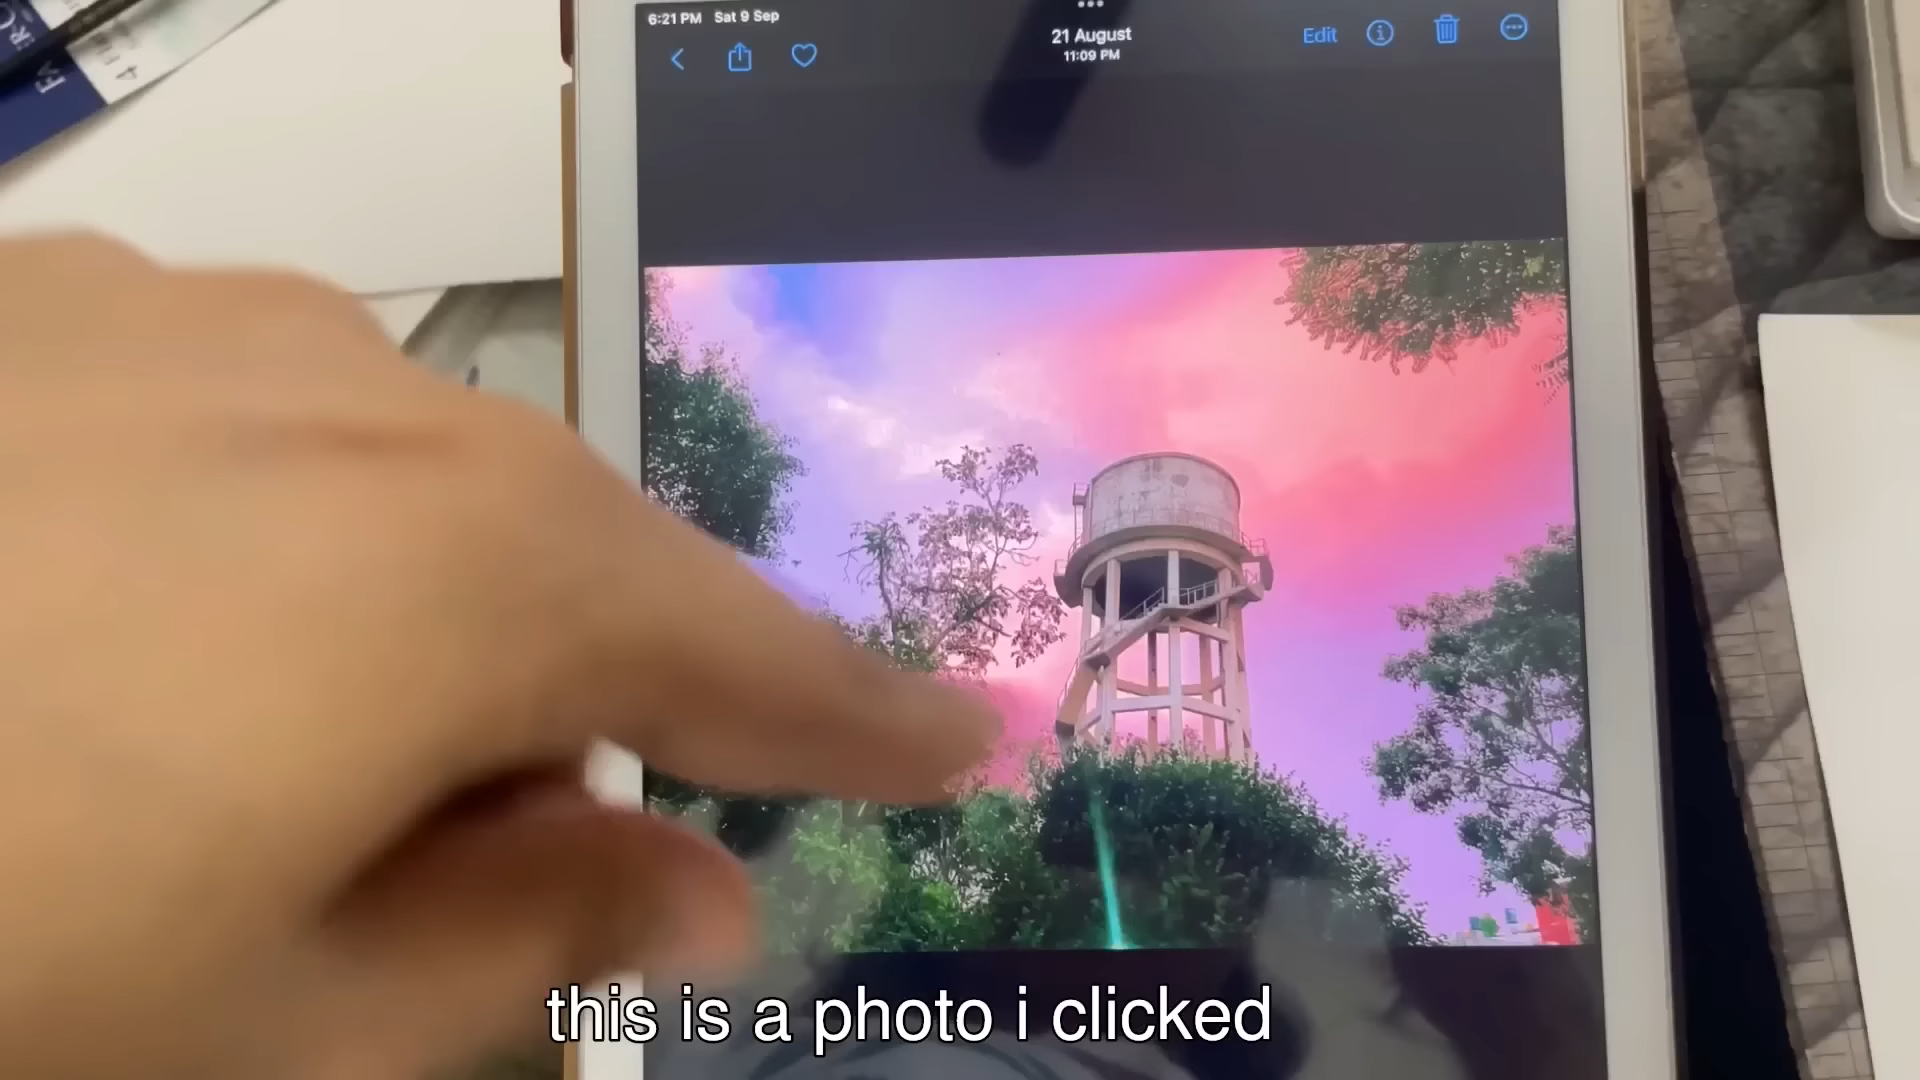 6:21 PM Sat 9 Sep
21 August
11:09 PM
Edit
this is a photo i clicked